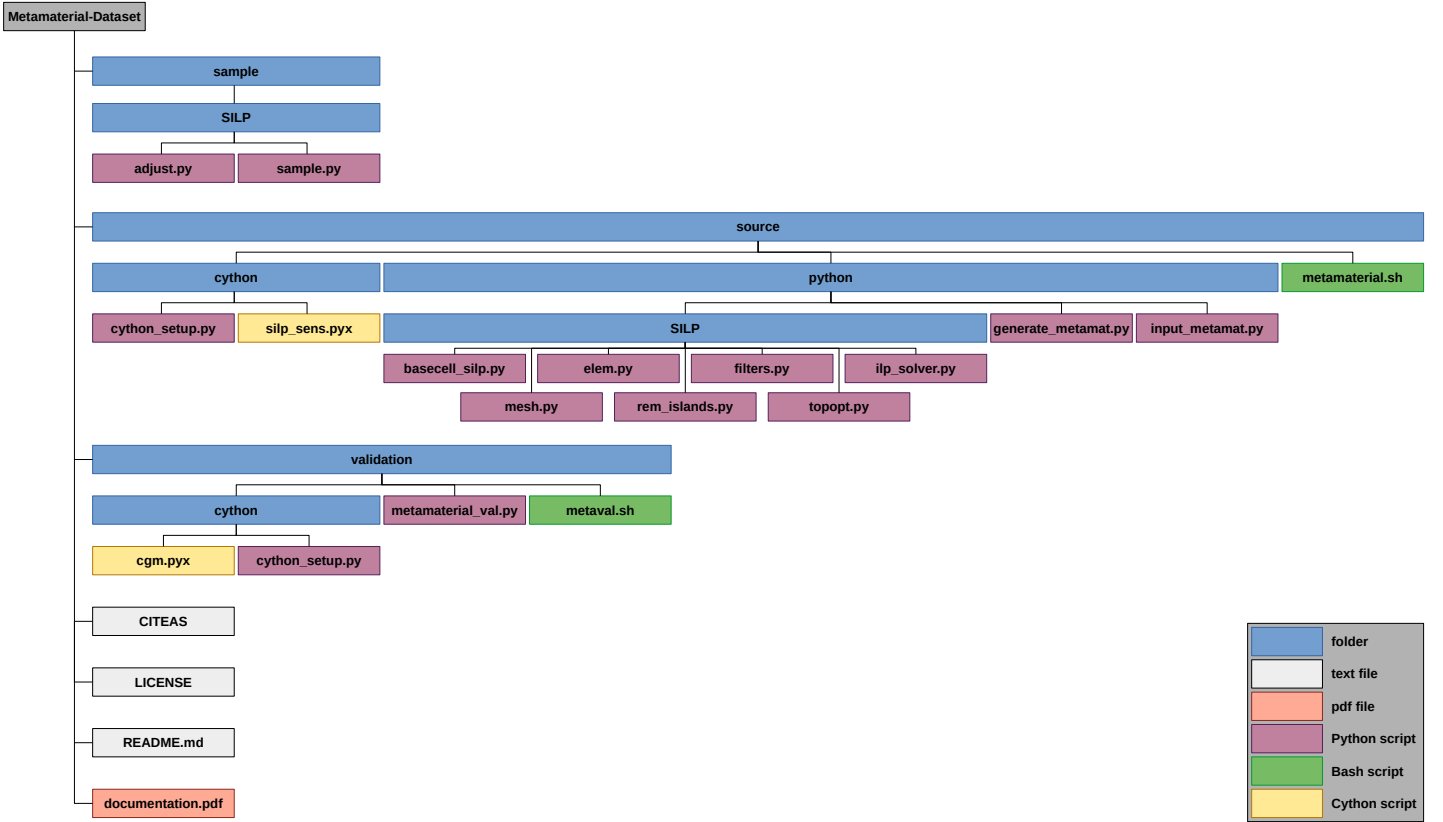 Metamaterial-Dataset
sample
SILP
adjust.py
sample.py
source
cython
python
metamaterial.sh
cython_setup.py
silp_sens.pyx
SILP
generate_metamat.py
input_metamat.py
basecell_silp.py
elem.py
filters.py
ilp_solver.py
mesh.py
rem_islands.py
topopt.py
validation
cython
metamaterial_val.py
metaval.sh
cgm.pyx
cython_setup.py
CITEAS
LICENSE
README.md
documentation.pdf
folder
text file
pdf file
Python script
Bash script
Cython script